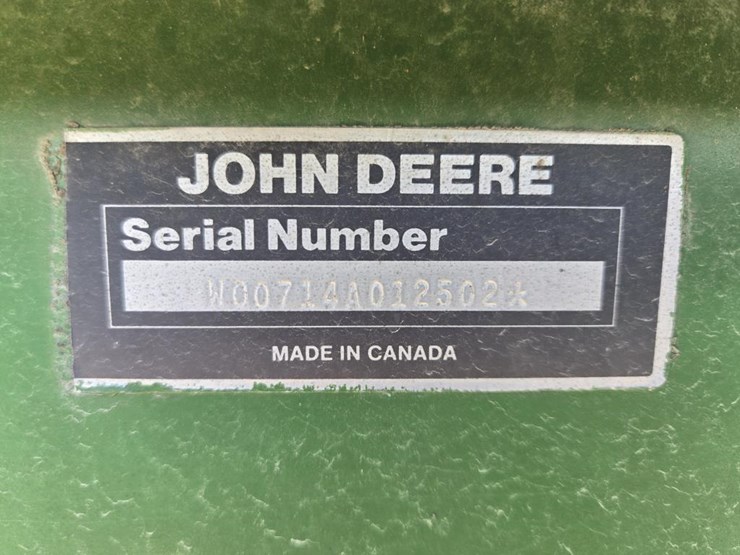 JOHN DEERE
Serial Number
W00714A012502*
MADE IN CANADA